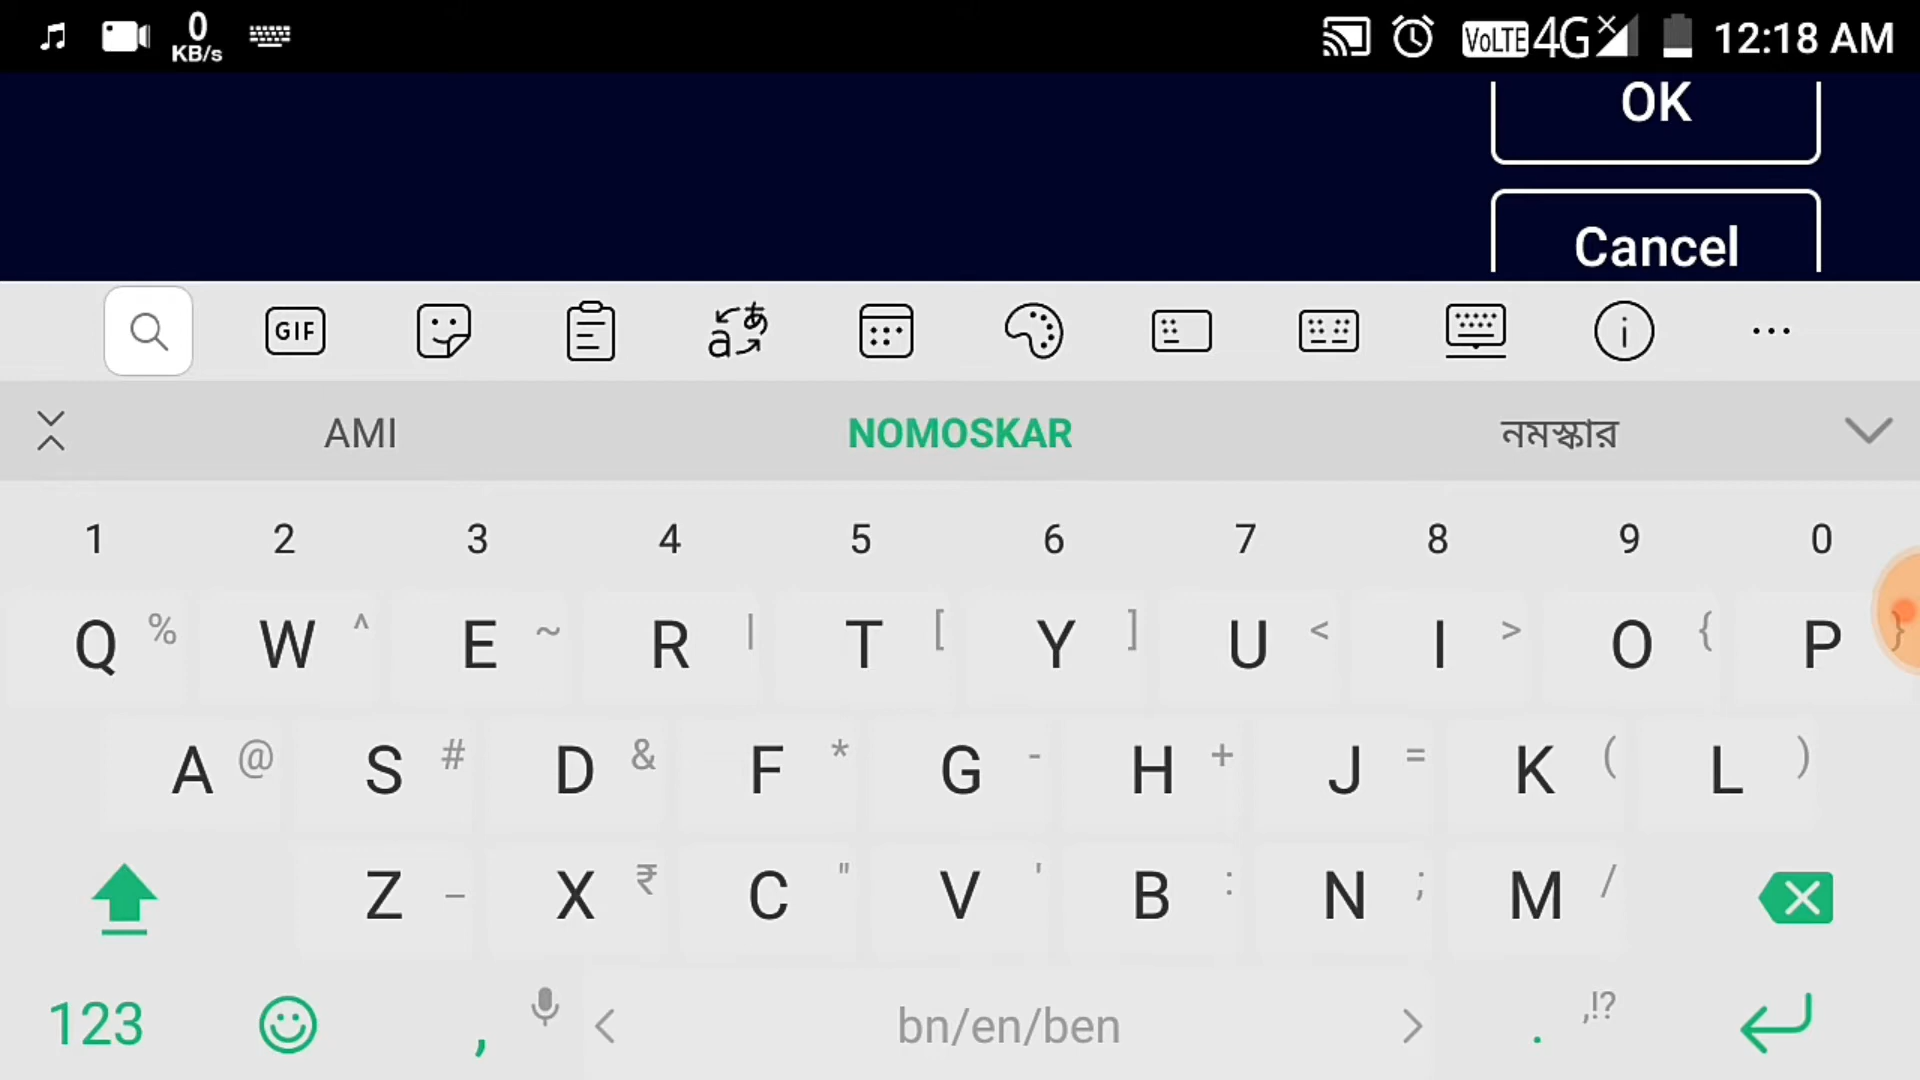 0
KB/s
VoLTE 4G 12:18 AM
OK
Cancel
GIF
a あ
AMI NOMOSKAR নমস্কার
1 2 3 4 5 6 7 8 9 0
Q % W ^ E ~ R | T [ Y ] U < I > O { P }
A @ S # D & F * G - H + J = K ( L )
Z _ X ₹ C " V ' B : N ; M /
123 , < bn/en/ben > . ,!?